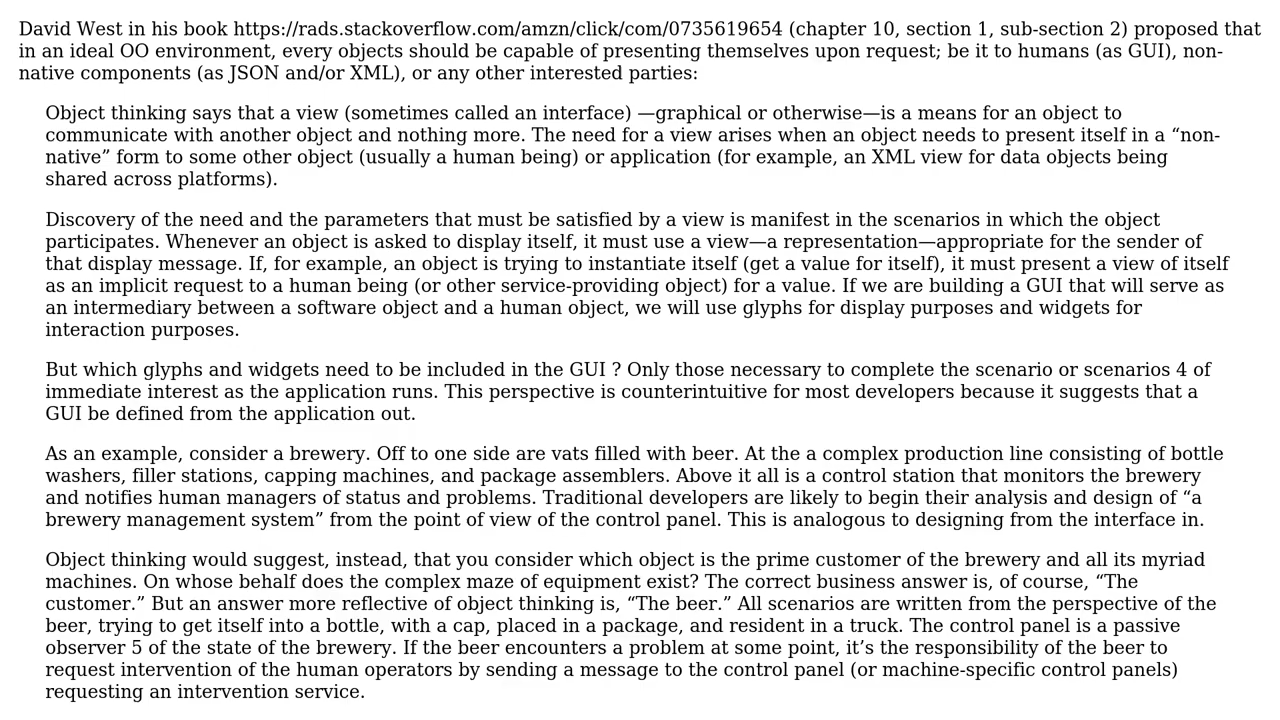 David West in his book https://rads.stackoverflow.com/amzn/click/com/0735619654 (chapter 10, section 1, sub-section 2) proposed that
in an ideal OO environment, every objects should be capable of presenting themselves upon request; be it to humans (as GUI), non-
native components (as JSON and/or XML), or any other interested parties:
Object thinking says that a view (sometimes called an interface) —graphical or otherwise—is a means for an object to
communicate with another object and nothing more. The need for a view arises when an object needs to present itself in a “non-
native” form to some other object (usually a human being) or application (for example, an XML view for data objects being
shared across platforms).
Discovery of the need and the parameters that must be satisfied by a view is manifest in the scenarios in which the object
participates. Whenever an object is asked to display itself, it must use a view—a representation—appropriate for the sender of
that display message. If, for example, an object is trying to instantiate itself (get a value for itself), it must present a view of itself
as an implicit request to a human being (or other service-providing object) for a value. If we are building a GUI that will serve as
an intermediary between a software object and a human object, we will use glyphs for display purposes and widgets for
interaction purposes.
But which glyphs and widgets need to be included in the GUI ? Only those necessary to complete the scenario or scenarios 4 of
immediate interest as the application runs. This perspective is counterintuitive for most developers because it suggests that a
GUI be defined from the application out.
As an example, consider a brewery. Off to one side are vats filled with beer. At the a complex production line consisting of bottle
washers, filler stations, capping machines, and package assemblers. Above it all is a control station that monitors the brewery
and notifies human managers of status and problems. Traditional developers are likely to begin their analysis and design of “a
brewery management system” from the point of view of the control panel. This is analogous to designing from the interface in.
Object thinking would suggest, instead, that you consider which object is the prime customer of the brewery and all its myriad
machines. On whose behalf does the complex maze of equipment exist? The correct business answer is, of course, “The
customer.” But an answer more reflective of object thinking is, “The beer.” All scenarios are written from the perspective of the
beer, trying to get itself into a bottle, with a cap, placed in a package, and resident in a truck. The control panel is a passive
observer 5 of the state of the brewery. If the beer encounters a problem at some point, it’s the responsibility of the beer to
request intervention of the human operators by sending a message to the control panel (or machine-specific control panels)
requesting an intervention service.